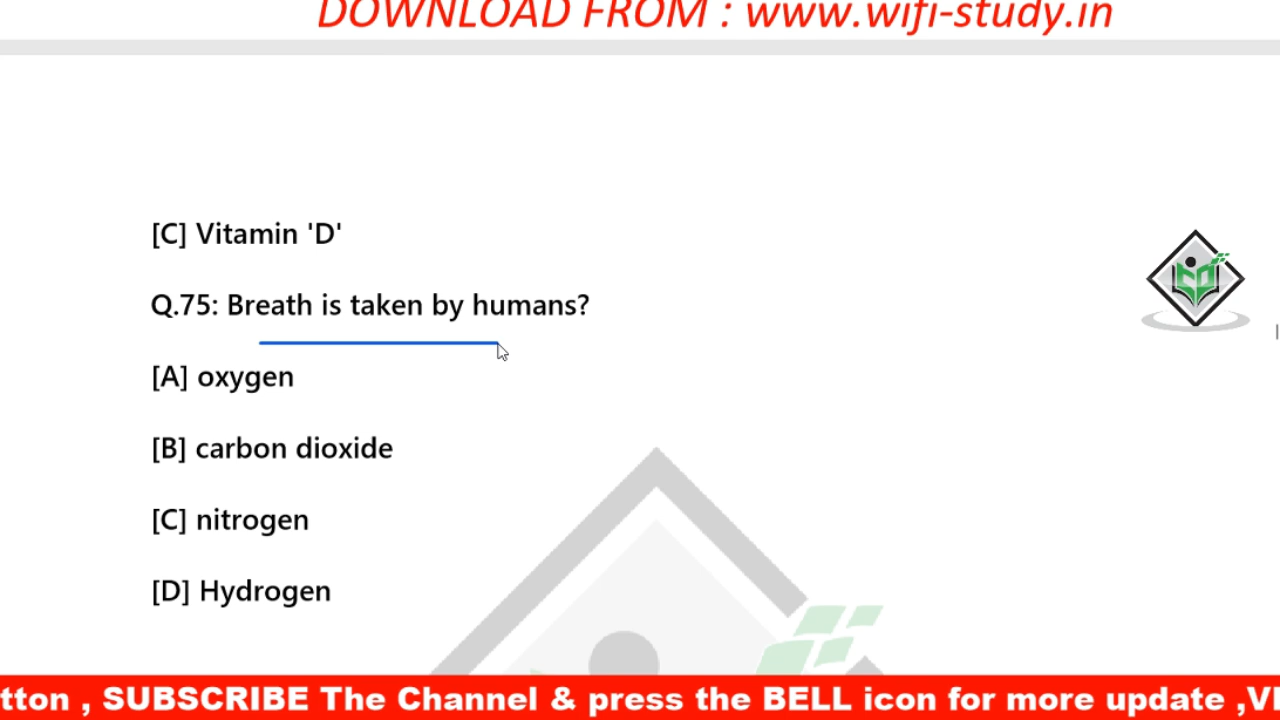 DOWNLOAD FROM : www.wifi-study.in
[C] Vitamin 'D'
Q.75: Breath is taken by humans?
[A] oxygen
[B] carbon dioxide
[C] nitrogen
[D] Hydrogen
tton , SUBSCRIBE The Channel & press the BELL icon for more update ,VI